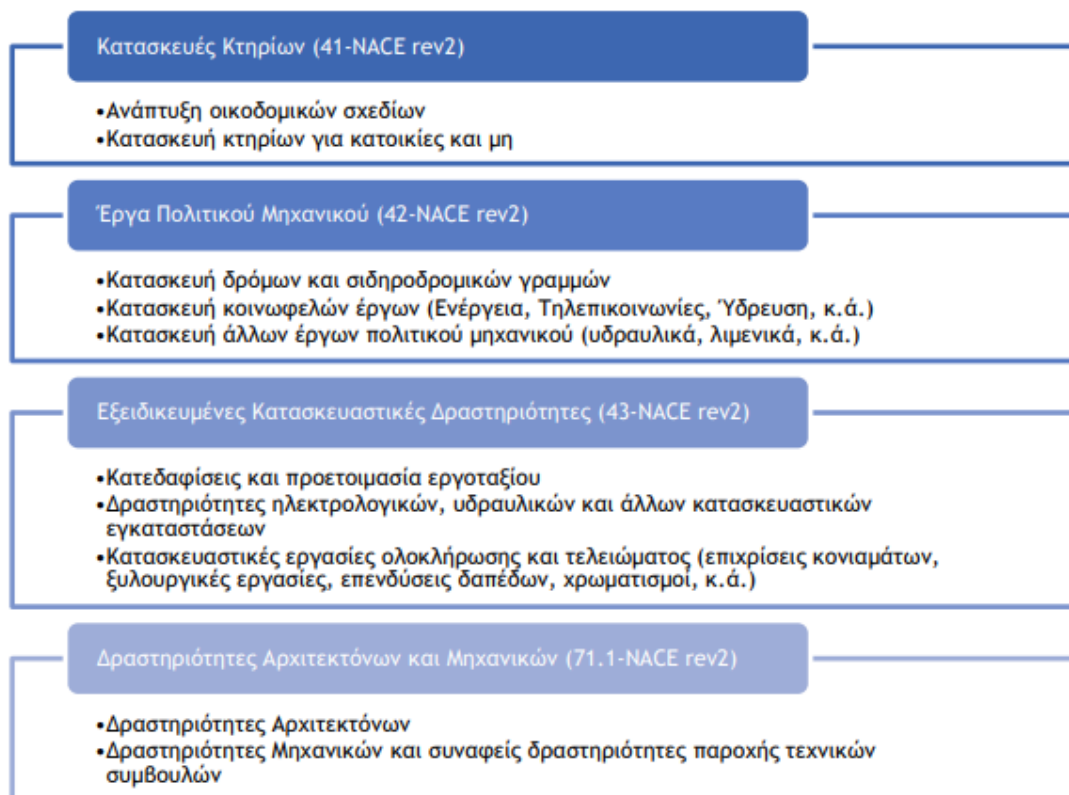 Κατασκευές Κτηρίων (41-NACE rev2)
•Ανάπτυξη οικοδομικών σχεδίων
•Κατασκευή κτηρίων για κατοικίες και μη
Έργα Πολιτικού Μηχανικού (42-NACE rev2)
•Κατασκευή δρόμων και σιδηροδρομικών γραμμών
•Κατασκευή κοινωφελών έργων (Ενέργεια, Τηλεπικοινωνίες, Ύδρευση, κ.ά.)
•Κατασκευή άλλων έργων πολιτικού μηχανικού (υδραυλικά, λιμενικά, κ.ά.)
Εξειδικευμένες Κατασκευαστικές Δραστηριότητες (43-NACE rev2)
•Κατεδαφίσεις και προετοιμασία εργοταξίου
•Δραστηριότητες ηλεκτρολογικών, υδραυλικών και άλλων κατασκευαστικών
εγκαταστάσεων
•Κατασκευαστικές εργασίες ολοκλήρωσης και τελειώματος (επιχρίσεις κονιαμάτων,
ξυλουργικές εργασίες, επενδύσεις δαπέδων, χρωματισμοί, κ.ά.)
Δραστηριότητες Αρχιτεκτόνων και Μηχανικών (71.1-NACE rev2)
•Δραστηριότητες Αρχιτεκτόνων
•Δραστηριότητες Μηχανικών και συναφείς δραστηριότητες παροχής τεχνικών
συμβουλών